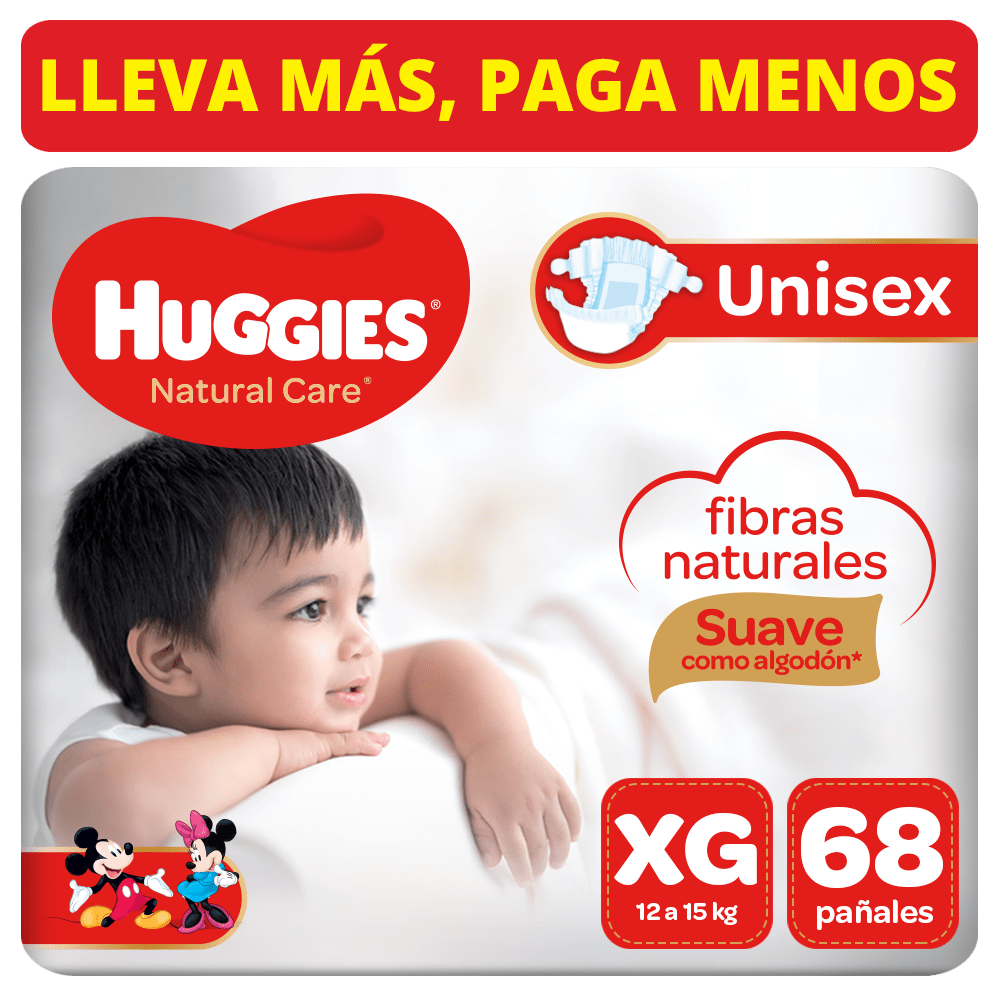 LLEVA MÁS, PAGA MENOS
HUGGIES®
Natural Care®
Unisex
fibras
naturales
Suave
como algodón*
XG
12 a 15 kg
68
pañales